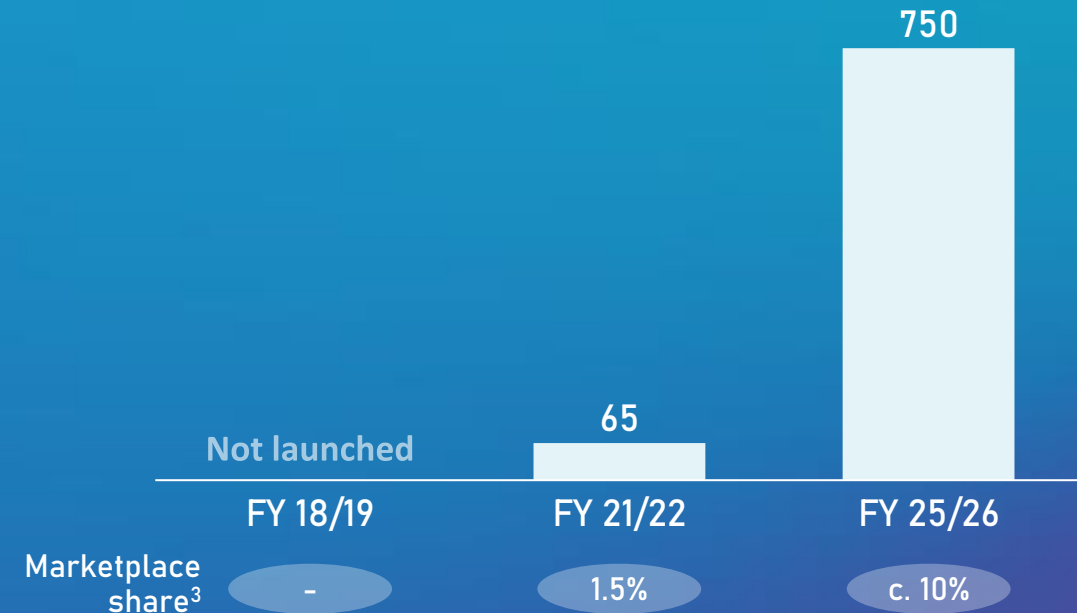 750
65
Not launched
FY 18/19
FY 21/22
FY 25/26
Marketplace
share³
-
1.5%
c. 10%